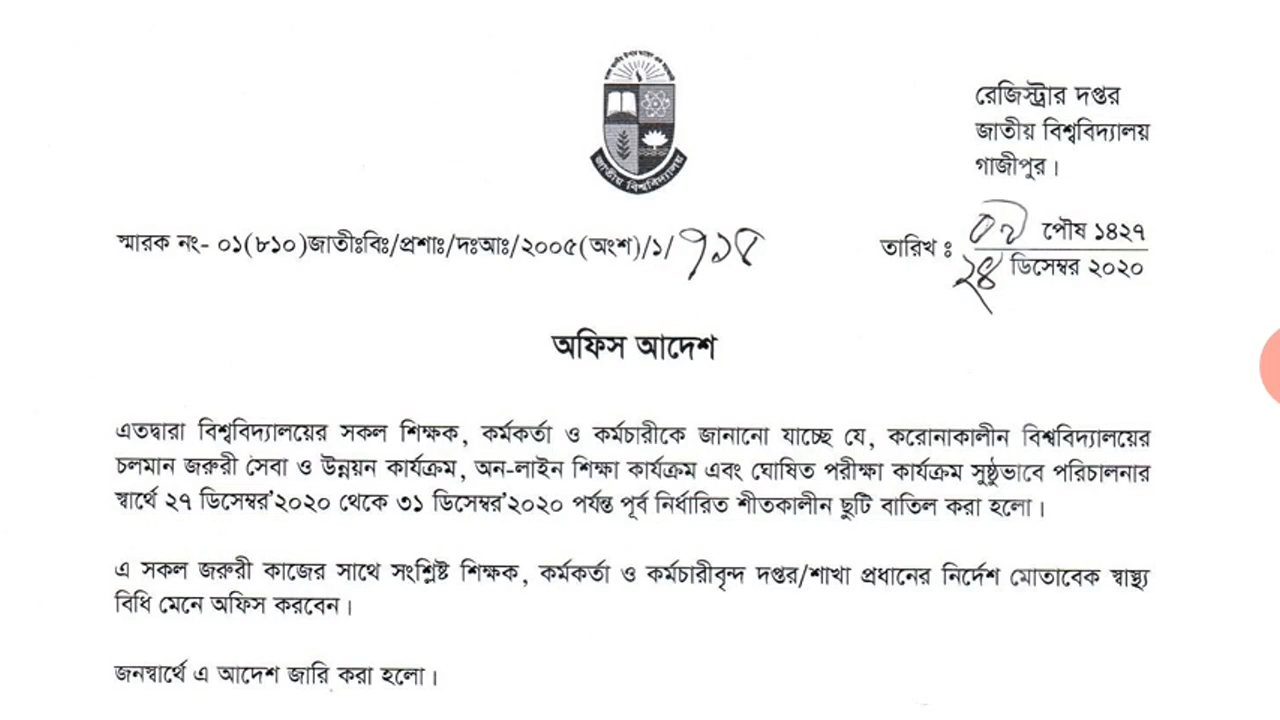 জাতীয় বিশ্ববিদ্যালয়
রেজিস্ট্রার দপ্তর
জাতীয় বিশ্ববিদ্যালয়
গাজীপুর।
স্মারক নং- ০১(৮১০)জাতীঃবিঃ/প্রশাঃ/দঃআঃ/২০০৫(অংশ)/১/
তারিখ ঃ পৌষ ১৪২৭
২৪ ডিসেম্বর ২০২০
অফিস আদেশ
এতদ্বারা বিশ্ববিদ্যালয়ের সকল শিক্ষক, কর্মকর্তা ও কর্মচারীকে জানানো যাচ্ছে যে, করোনাকালীন বিশ্ববিদ্যালয়ের
চলমান জরুরী সেবা ও উন্নয়ন কার্যক্রম, অন-লাইন শিক্ষা কার্যক্রম এবং ঘোষিত পরীক্ষা কার্যক্রম সুষ্ঠুভাবে পরিচালনার
স্বার্থে ২৭ ডিসেম্বর'২০২০ থেকে ৩১ ডিসেম্বর'২০২০ পর্যন্ত পূর্ব নির্ধারিত শীতকালীন ছুটি বাতিল করা হলো।
এ সকল জরুরী কাজের সাথে সংশ্লিষ্ট শিক্ষক, কর্মকর্তা ও কর্মচারীবৃন্দ দপ্তর/শাখা প্রধানের নির্দেশ মোতাবেক স্বাস্থ্য
বিধি মেনে অফিস করবেন।
জনস্বার্থে এ আদেশ জারি করা হলো।